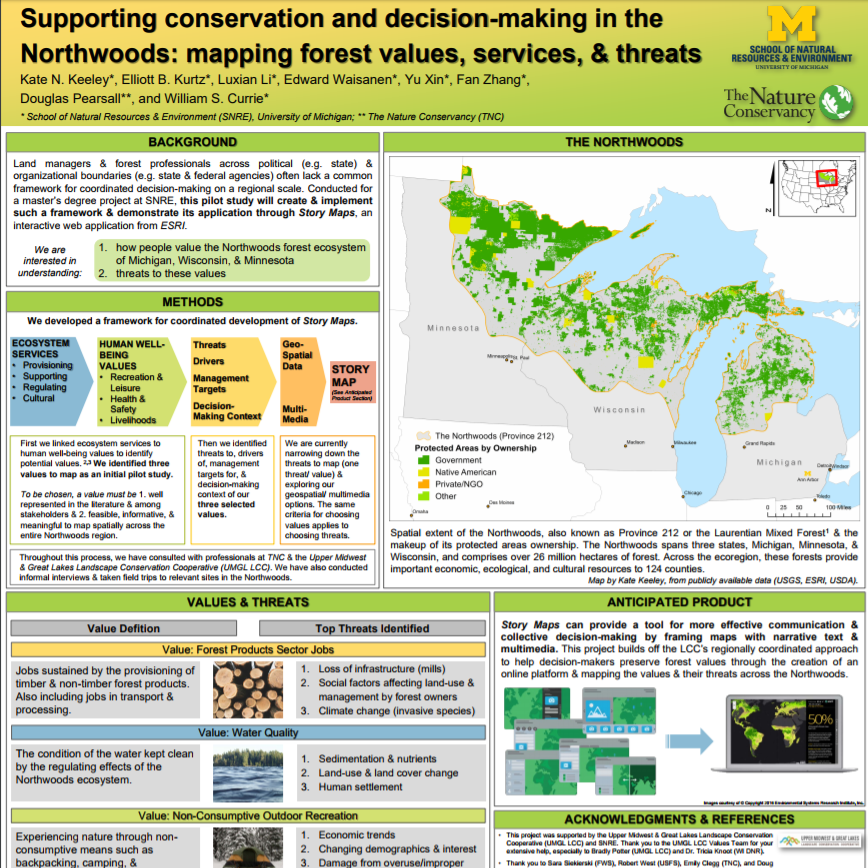 Supporting conservation and decision-making in the
Northwoods: mapping forest values, services, & threats
Kate N. Keeley*, Elliott B. Kurtz*, Luxian Li*, Edward Waisanen*, Yu Xin*, Fan Zhang*,
Douglas Pearsall**, and William S. Currie*
* School of Natural Resources & Environment (SNRE), University of Michigan; ** The Nature Conservancy (TNC)
M
SCHOOL OF NATURAL
RESOURCES & ENVIRONMENT
UNIVERSITY OF MICHIGAN
The Nature
Conservancy
BACKGROUND
Land managers & forest professionals across political (e.g. state) &
organizational boundaries (e.g. state & federal agencies) often lack a common
framework for coordinated decision-making on a regional scale. Conducted for
a master's degree project at SNRE, this pilot study will create & implement
such a framework & demonstrate its application through Story Maps, an
interactive web application from ESRI.
We are
interested in
understanding:
1. how people value the Northwoods forest ecosystem
of Michigan, Wisconsin, & Minnesota
2. threats to these values
METHODS
We developed a framework for coordinated development of Story Maps.
ECOSYSTEM
SERVICES
• Provisioning
• Supporting
• Regulating
• Cultural
HUMAN WELL-
BEING
VALUES
• Recreation &
Leisure
• Health &
Safety
• Livelihoods
Threats
Drivers
Management
Targets
Decision-
Making Context
Geo-
Spatial
Data
Multi-
Media
STORY
MAP
(See Anticipated
Product Section)
First we linked ecosystem services to
human well-being values to identify
potential values. 2,3 We identified three
values to map as an initial pilot study.
To be chosen, a value must be 1. well
represented in the literature & among
stakeholders & 2. feasible, informative, &
meaningful to map spatially across the
entire Northwoods region.
Then we identified
threats to, drivers
of, management
targets for, &
decision-making
context of our
three selected
values.
We are currently
narrowing down the
threats to map (one
threat/ value) &
exploring our
geospatial/ multimedia
options. The same
criteria for choosing
values applies to
choosing threats.
Throughout this process, we have consulted with professionals at TNC & the Upper Midwest
& Great Lakes Landscape Conservation Cooperative (UMGL LCC). We have also conducted
informal interviews & taken field trips to relevant sites in the Northwoods.
THE NORTHWOODS
N
Minnesota
Minneapolis
St. Paul
Wisconsin
Madison
Milwaukee
Grand Rapids
Michigan
Detroit
Windsor
Ann Arbor
Toledo
Chicago
Des Moines
Omaha
The Northwoods (Province 212)
Protected Areas by Ownership
Government
Native American
Private/NGO
Other
0 25 50 100 Miles
Spatial extent of the Northwoods, also known as Province 212 or the Laurentian Mixed Forest1 & the
makeup of its protected areas ownership. The Northwoods spans three states, Michigan, Minnesota, &
Wisconsin, and comprises over 26 million hectares of forest. Across the ecoregion, these forests provide
important economic, ecological, and cultural resources to 124 counties.
Map by Kate Keeley, from publicly available data (USGS, ESRI, USDA).
VALUES & THREATS
Value Defition
Top Threats Identified
Value: Forest Products Sector Jobs
Jobs sustained by the provisioning of
timber & non-timber forest products.
Also including jobs in transport &
processing.
1. Loss of infrastructure (mills)
2. Social factors affecting land-use &
management by forest owners
3. Climate change (invasive species)
Value: Water Quality
The condition of the water kept clean
by the regulating effects of the
Northwoods ecosystem.
1. Sedimentation & nutrients
2. Land-use & land cover change
3. Human settlement
Value: Non-Consumptive Outdoor Recreation
Experiencing nature through non-
consumptive means such as
backpacking, camping, &
1. Economic trends
2. Changing demographics & interest
3. Damage from overuse/improper
ANTICIPATED PRODUCT
Story Maps can provide a tool for more effective communication &
collective decision-making by framing maps with narrative text &
multimedia. This project builds off the LCC's regionally coordinated approach
to help decision-makers preserve forest values through the creation of an
online platform & mapping the values & their threats across the Northwoods.
50%
Images courtesy of © Copyright 2016 Environmental Systems Research Institute, Inc.
ACKNOWLEDGMENTS & REFERENCES
• This project was supported by the Upper Midwest & Great Lakes Landscape Conservation
Cooperative (UMGL LCC) and SNRE. Thank you to the UMGL LCC Values Team for your
extensive help, especially to Bradly Potter (UMGL LCC) and Dr. Tricia Knoot (WI DNR).
• Thank you to Sara Siekierski (FWS), Robert West (USFS), Emily Clegg (TNC), and Doug
UPPER MIDWEST & GREAT LAKES